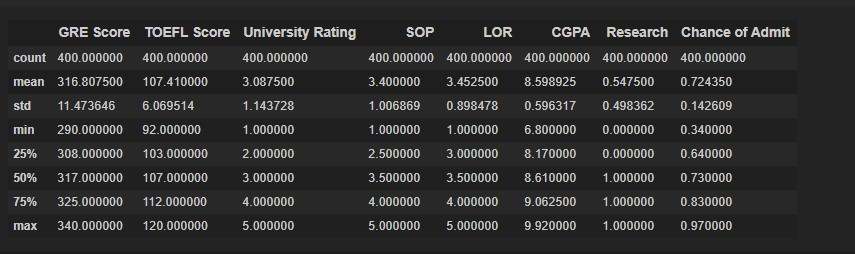 GRE Score TOEFL Score University Rating SOP LOR CGPA Research Chance of Admit
count 400.000000 400.000000 400.000000 400.000000 400.000000 400.000000 400.000000 400.000000
mean 316.807500 107.410000 3.087500 3.400000 3.452500 8.598925 0.547500 0.724350
std 11.473646 6.069514 1.143728 1.006869 0.898478 0.596317 0.498362 0.142609
min 290.000000 92.000000 1.000000 1.000000 1.000000 6.800000 0.000000 0.340000
25% 308.000000 103.000000 2.000000 2.500000 3.000000 8.170000 0.000000 0.640000
50% 317.000000 107.000000 3.000000 3.500000 3.500000 8.610000 1.000000 0.730000
75% 325.000000 112.000000 4.000000 4.000000 4.000000 9.062500 1.000000 0.830000
max 340.000000 120.000000 5.000000 5.000000 5.000000 9.920000 1.000000 0.970000